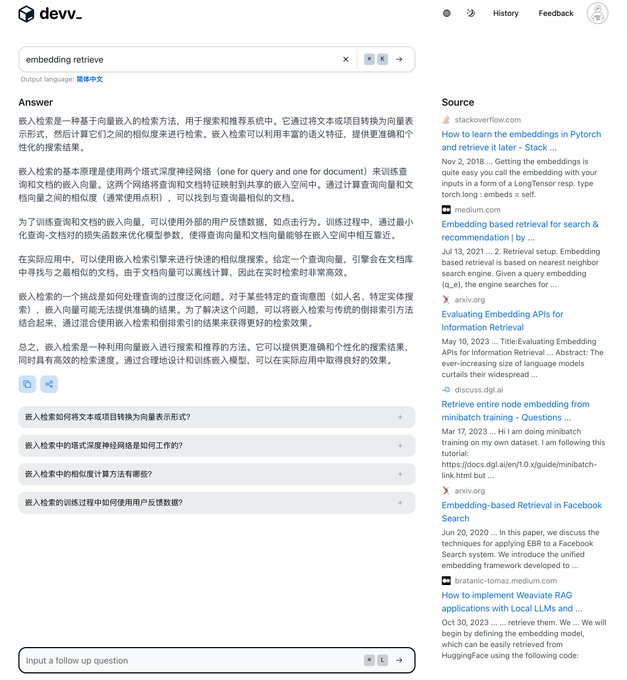 devv_
History
Feedback
embedding retrieve
⌘ K
Output language: 简体中文
Answer
嵌入检索是一种基于向量嵌入的检索方法，用于搜索和推荐系统中。它通过将文本或项目转换为向量表
示形式，然后计算它们之间的相似度来进行检索。嵌入检索可以利用丰富的语义特征，提供更准确和个
性化的搜索结果。
嵌入检索的基本原理是使用两个塔式深度神经网络（one for query and one for document）来训练查
询和文档的嵌入向量。这两个网络将查询和文档特征映射到共享的嵌入空间中。通过计算查询向量和文
档向量之间的相似度（通常使用点积），可以找到与查询最相似的文档。
为了训练查询和文档的嵌入向量，可以使用外部的用户反馈数据，如点击行为。训练过程中，通过最小
化查询-文档对的损失函数来优化模型参数，使得查询向量和文档向量能够在嵌入空间中相互靠近。
在实际应用中，可以使用嵌入检索引擎来进行快速的相似度搜索。给定一个查询向量，引擎会在文档库
中寻找与之最相似的文档。由于文档向量可以离线计算，因此在实时检索时非常高效。
嵌入检索的一个挑战是如何处理查询的过度泛化问题。对于某些特定的查询意图（如人名、特定实体搜
索），嵌入向量可能无法提供准确的结果。为了解决这个问题，可以将嵌入检索与传统的倒排索引方法
结合起来，通过混合使用嵌入检索和倒排索引的结果来获得更好的检索效果。
总之，嵌入检索是一种利用向量嵌入进行搜索和推荐的方法。它可以提供准确和个性化的搜索结果，
同时具有高效的检索速度。通过合理地设计和训练嵌入模型，可以在实际应用中取得良好的效果。
嵌入检索如何将文本或项目转换为向量表示形式?
嵌入检索中的塔式深度神经网络是如何工作的?
嵌入检索中的相似度计算方法有哪些?
嵌入检索的训练过程中如何使用用户反馈数据?
Input a follow up question
⌘ L
Source
stackoverflow.com
How to learn the embeddings in Pytorch
and retrieve it later - Stack ...
Nov 2, 2018 ... Getting the embeddings is
quite easy you call the embedding with your
inputs in a form of a LongTensor resp. type
torch.long : embeds = self.
medium.com
Embedding based retrieval for search &
recommendation | by ...
Jul 13, 2021 ... 2. Retrieval setup. Embedding
based retrieval is based on nearest neighbor
search engine. Given a query embedding
(q_e), the engine searches for ...
arxiv.org
Evaluating Embedding APIs for
Information Retrieval
May 10, 2023 ... Title:Evaluating Embedding
APIs for Information Retrieval ... Abstract: The
ever-increasing size of language models
curtails their widespread ...
discuss.dgl.ai
Retrieve entire node embedding from
minibatch training - Questions ...
Mar 17, 2023 ... Hi I am doing minibatch
training on my own dataset. I am following this
tutorial:
https://docs.dgl.ai/en/1.0.x/guide/minibatch-
link.html but ...
arxiv.org
Embedding-based Retrieval in Facebook
Search
Jun 20, 2020 ... In this paper, we discuss the
techniques for applying EBR to a Facebook
Search system. We introduce the unified
embedding framework developed to ...
bratanic-tomaz.medium.com
How to implement Weaviate RAG
applications with Local LLMs and ...
Oct 30, 2023 ... ... retrieve them. We ... We will
begin by defining the embedding model,
which can be easily retrieved from
HuggingFace using the following code: